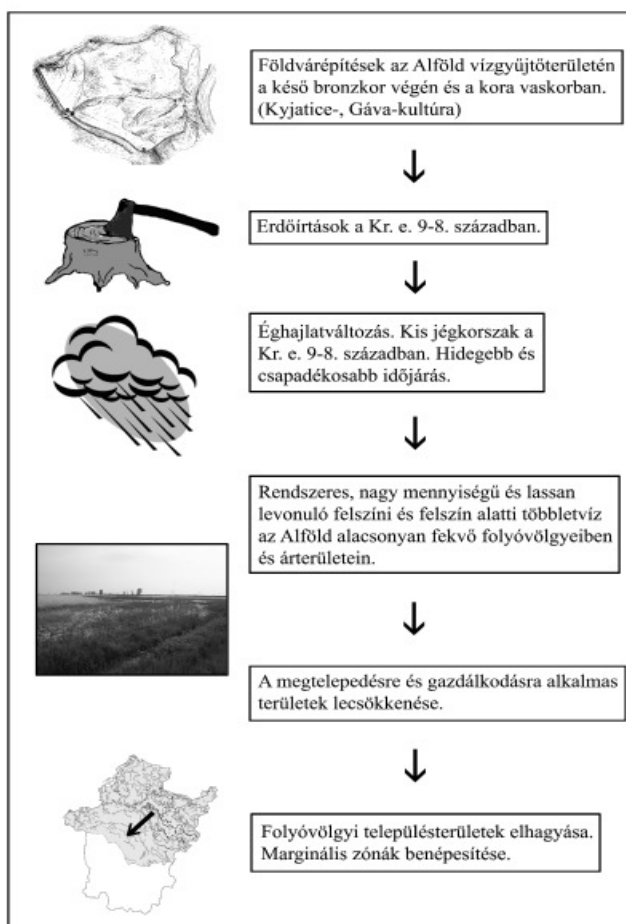 Földvárépítések az Alföld vízgyűjtőterületén
a késő bronzkor végén és a kora vaskorban.
(Kyjatice-, Gáva-kultúra)
Erdőirtások a Kr. e. 9-8. században.
Éghajlatváltozás. Kis jégkorszak a
Kr. e. 9-8. században. Hidegebb és
csapadékosabb időjárás.
Rendszeres, nagy mennyiségű és lassan
levonuló felszíni és felszín alatti többletvíz
az Alföld alacsonyan fekvő folyóvölgyeiben
és árterületein.
A megtelepedésre és gazdálkodásra alkalmas
területek lecsökkenése.
Folyóvölgyi településterületek elhagyása.
Marginális zónák benépesítése.